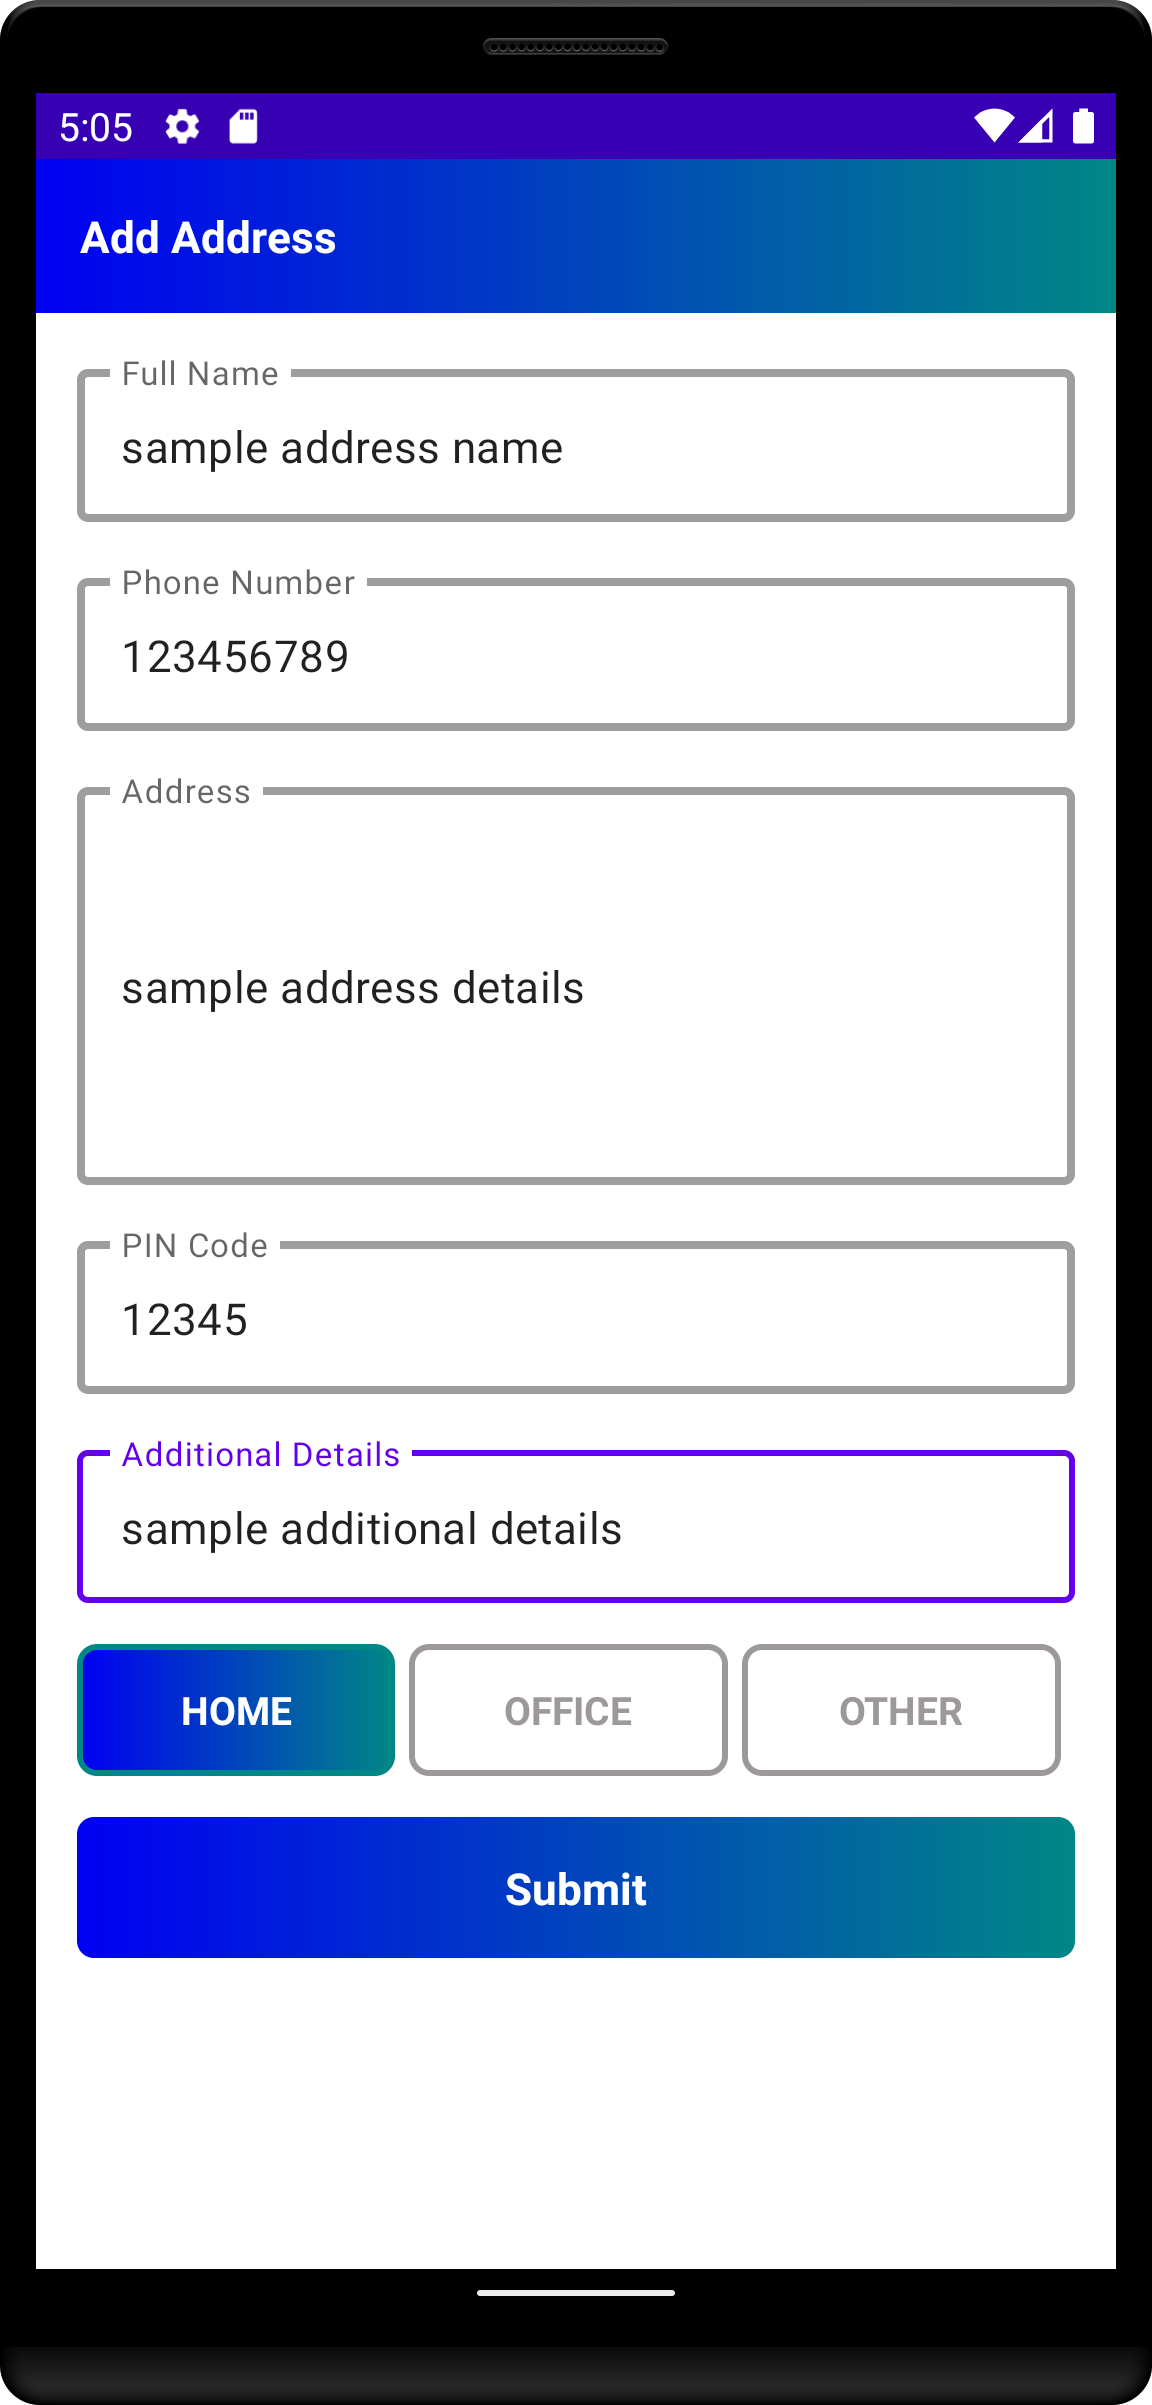 5:05
Add Address
Full Name
sample address name
Phone Number
123456789
Address
sample address details
PIN Code
12345
Additional Details
sample additional details
HOME OFFICE OTHER
Submit